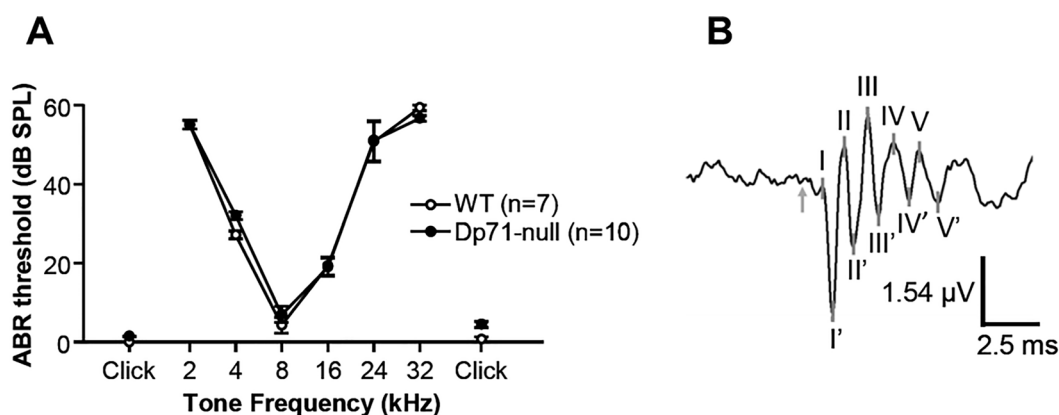 A
ABR threshold (dB SPL)
60
40
20
0
Click 2 4 8 16 24 32 Click
Tone Frequency (kHz)
WT (n=7)
Dp71-null (n=10)
B
I
II
III
IV
V
I'
II'
III'
IV'
V'
1.54 µV
2.5 ms